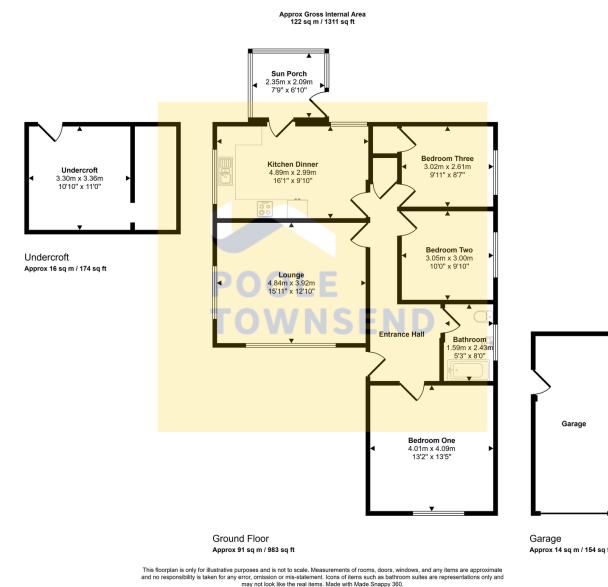 Approx Gross Internal Area
122 sq m / 1311 sq ft
Sun Porch
2.35m x 2.09m
7'9" x 6'10"
Undercroft
3.30m x 3.36m
10'10" x 11'0"
Kitchen Dinner
4.89m x 2.99m
16'1" x 9'10"
Bedroom Three
3.02m x 2.61m
9'11" x 8'7"
Undercroft
Approx 16 sq m / 174 sq ft
Bedroom Two
3.05m x 3.00m
10'0" x 9'10"
Lounge
4.84m x 3.92m
15'11" x 12'10"
POOLE
TOWNSEND
Entrance Hall
Bathroom
1.59m x 2.43m
5'3" x 8'0"
Garage
Bedroom One
4.01m x 4.09m
13'2" x 13'5"
Ground Floor
Approx 91 sq m / 983 sq ft
Garage
Approx 14 sq m / 154 sq
This floorplan is only for illustrative purposes and is not to scale. Measurements of rooms, doors, windows, and any items are approximate
and no responsibility is taken for any error, omission or mis-statement. Icons of items such as bathroom suites are representations only and
may not look like the real items. Made with Made Snappy 360.